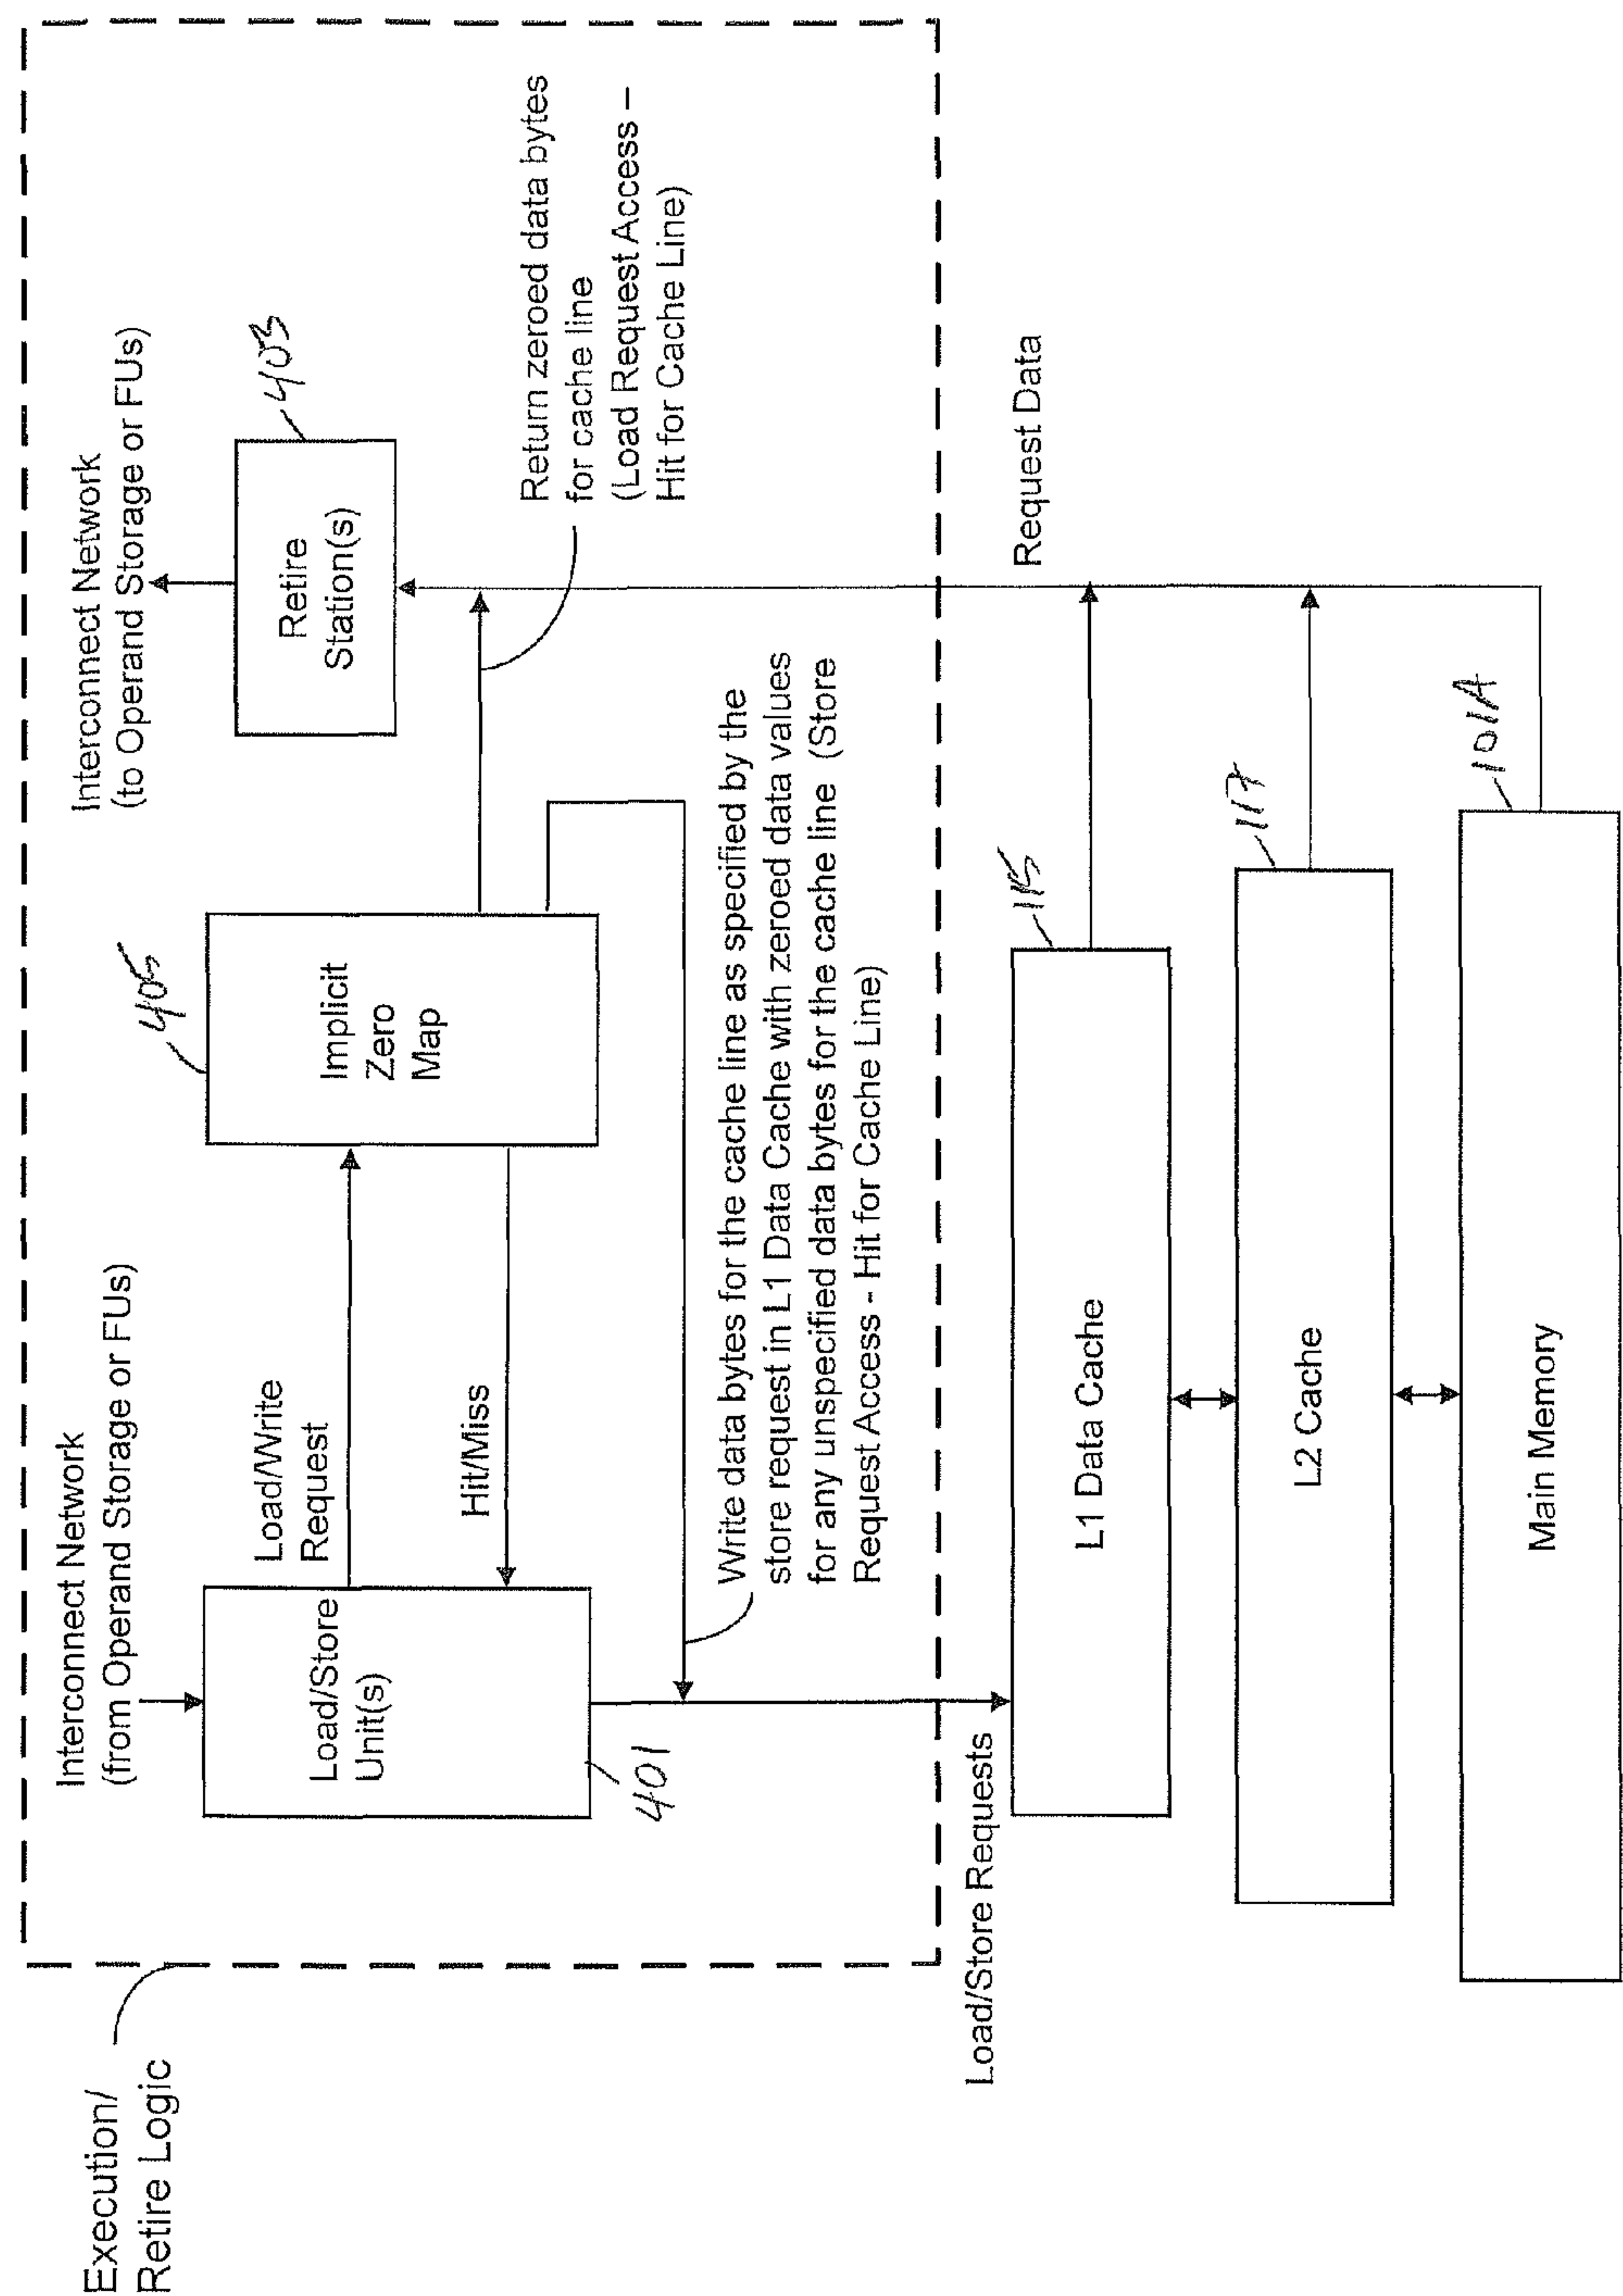 Execution/
Retire Logic
Interconnect Network
(from Operand Storage or FUs)
Interconnect Network
(to Operand Storage or FUs)
Load/Store
Unit(s)
401
Load/Write
Request
Hit/Miss
Implicit
Zero
Map
405
Retire
Station(s)
403
Return zeroed data bytes
for cache line
(Load Request Access –
Hit for Cache Line)
Write data bytes for the cache line as specified by the
store request in L1 Data Cache with zeroed data values
for any unspecified data bytes for the cache line (Store
Request Access - Hit for Cache Line)
Load/Store Requests
Request Data
L1 Data Cache
115
L2 Cache
117
Main Memory
101A